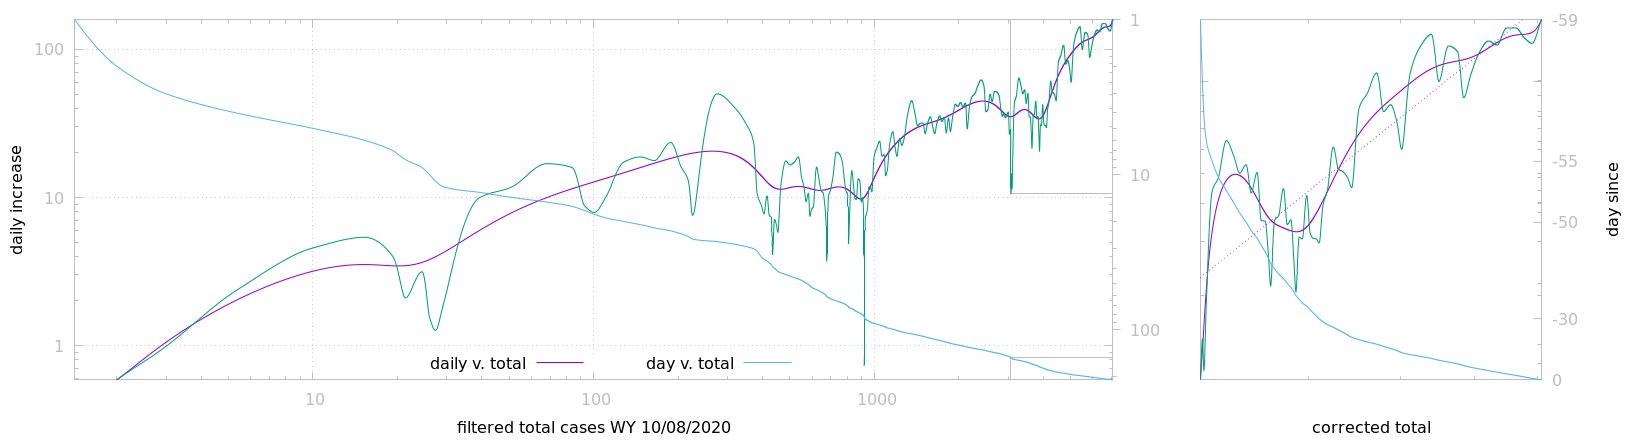 daily increase
100
10
1
10
100
1000
filtered total cases WY 10/08/2020
daily v. total
day v. total
1
10
100
corrected total
-59
-55
-50
-30
0
day since